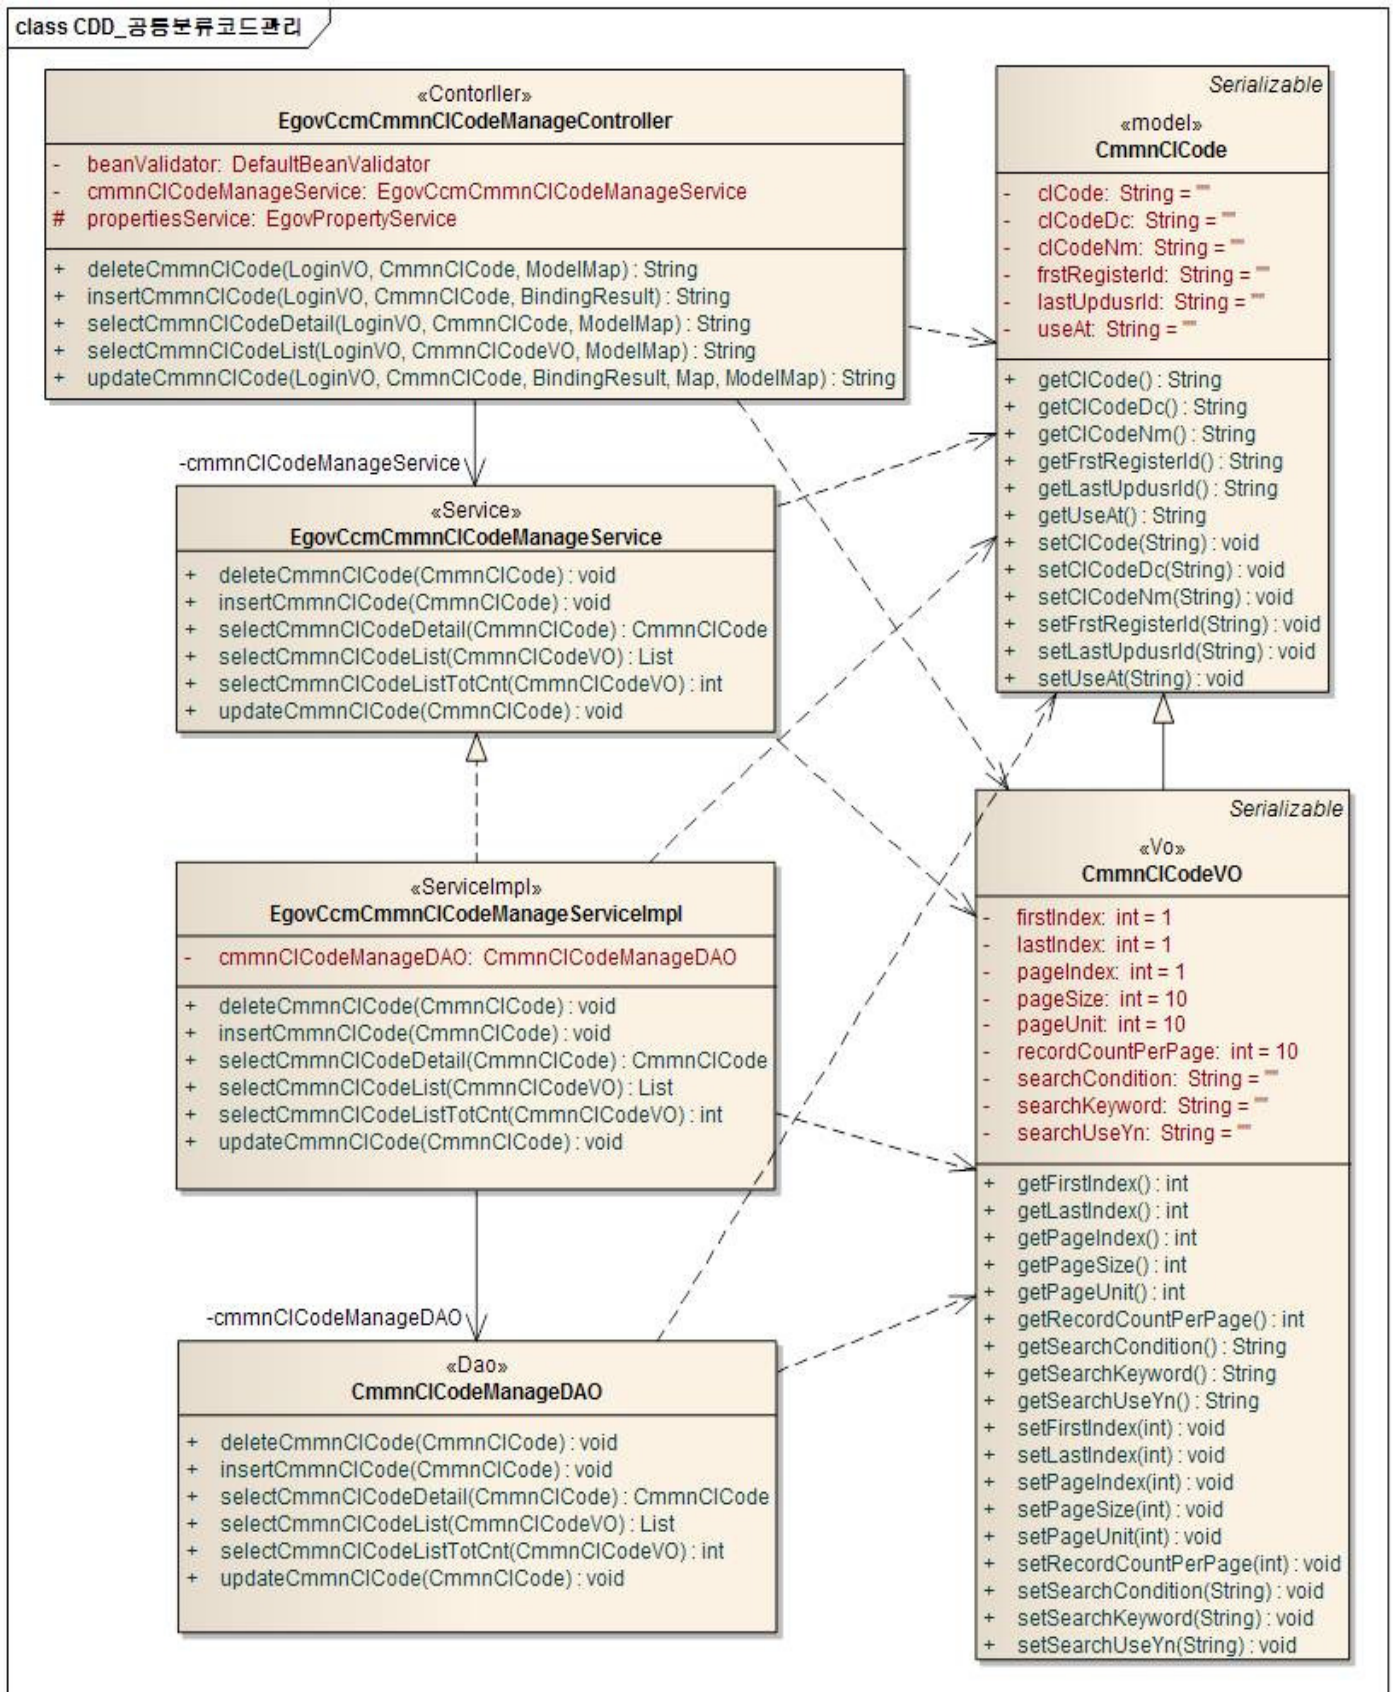 class CDD_공통분류코드관리
«Contorller»
EgovCcmCmmnClCodeManageController
- beanValidator: DefaultBeanValidator
- cmmnClCodeManageService: EgovCcmCmmnClCodeManageService
# propertiesService: EgovPropertyService
+ deleteCmmnClCode(LoginVO, CmmnClCode, ModelMap) : String
+ insertCmmnClCode(LoginVO, CmmnClCode, BindingResult) : String
+ selectCmmnClCodeDetail(LoginVO, CmmnClCode, ModelMap) : String
+ selectCmmnClCodeList(LoginVO, CmmnClCodeVO, ModelMap) : String
+ updateCmmnClCode(LoginVO, CmmnClCode, BindingResult, Map, ModelMap) : String
-cmmnClCodeManageService
«Service»
EgovCcmCmmnClCodeManageService
+ deleteCmmnClCode(CmmnClCode) : void
+ insertCmmnClCode(CmmnClCode) : void
+ selectCmmnClCodeDetail(CmmnClCode) : CmmnClCode
+ selectCmmnClCodeList(CmmnClCodeVO) : List
+ selectCmmnClCodeListTotCnt(CmmnClCodeVO) : int
+ updateCmmnClCode(CmmnClCode) : void
«ServiceImpl»
EgovCcmCmmnClCodeManageServiceImpl
- cmmnClCodeManageDAO: CmmnClCodeManageDAO
+ deleteCmmnClCode(CmmnClCode) : void
+ insertCmmnClCode(CmmnClCode) : void
+ selectCmmnClCodeDetail(CmmnClCode) : CmmnClCode
+ selectCmmnClCodeList(CmmnClCodeVO) : List
+ selectCmmnClCodeListTotCnt(CmmnClCodeVO) : int
+ updateCmmnClCode(CmmnClCode) : void
-cmmnClCodeManageDAO
«Dao»
CmmnClCodeManageDAO
+ deleteCmmnClCode(CmmnClCode) : void
+ insertCmmnClCode(CmmnClCode) : void
+ selectCmmnClCodeDetail(CmmnClCode) : CmmnClCode
+ selectCmmnClCodeList(CmmnClCodeVO) : List
+ selectCmmnClCodeListTotCnt(CmmnClCodeVO) : int
+ updateCmmnClCode(CmmnClCode) : void
Serializable
«model»
CmmnClCode
- clCode: String = ""
- clCodeDc: String = ""
- clCodeNm: String = ""
- frstRegisterId: String = ""
- lastUpdusrId: String = ""
- useAt: String = ""
+ getClCode() : String
+ getClCodeDc() : String
+ getClCodeNm() : String
+ getFrstRegisterId() : String
+ getLastUpdusrId() : String
+ getUseAt() : String
+ setClCode(String) : void
+ setClCodeDc(String) : void
+ setClCodeNm(String) : void
+ setFrstRegisterId(String) : void
+ setLastUpdusrId(String) : void
+ setUseAt(String) : void
Serializable
«Vo»
CmmnClCodeVO
- firstIndex: int = 1
- lastIndex: int = 1
- pageIndex: int = 1
- pageSize: int = 10
- pageUnit: int = 10
- recordCountPerPage: int = 10
- searchCondition: String = ""
- searchKeyword: String = ""
- searchUseYn: String = ""
+ getFirstIndex() : int
+ getLastIndex() : int
+ getPageIndex() : int
+ getPageSize() : int
+ getPageUnit() : int
+ getRecordCountPerPage() : int
+ getSearchCondition() : String
+ getSearchKeyword() : String
+ getSearchUseYn() : String
+ setFirstIndex(int) : void
+ setLastIndex(int) : void
+ setPageIndex(int) : void
+ setPageSize(int) : void
+ setPageUnit(int) : void
+ setRecordCountPerPage(int) : void
+ setSearchCondition(String) : void
+ setSearchKeyword(String) : void
+ setSearchUseYn(String) : void